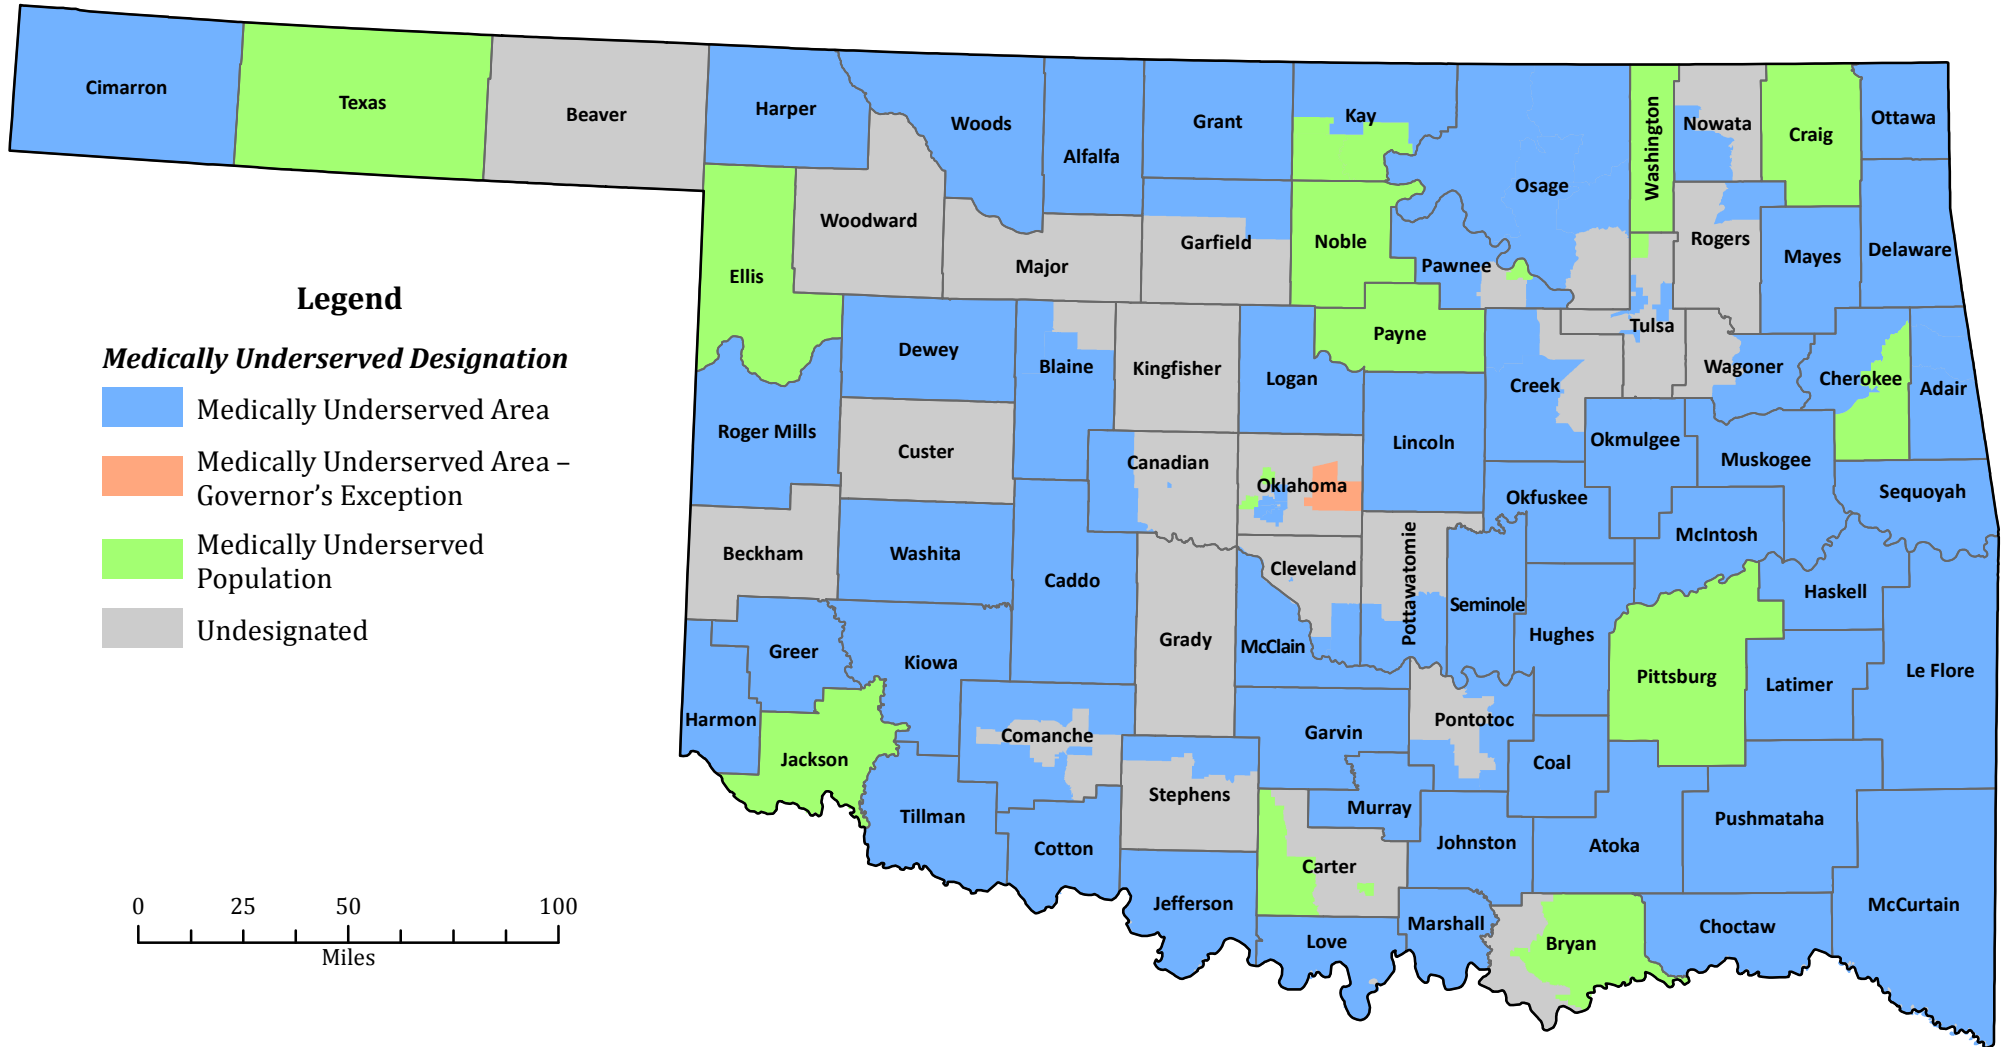 Cimarron
Texas
Beaver
Harper
Woods
Alfalfa
Grant
Kay
Osage
Washington
Nowata
Craig
Ottawa
Woodward
Major
Garfield
Noble
Pawnee
Rogers
Mayes
Delaware
Ellis
Dewey
Blaine
Kingfisher
Logan
Payne
Creek
Tulsa
Wagoner
Cherokee
Adair
Roger Mills
Custer
Canadian
Oklahoma
Lincoln
Okmulgee
Muskogee
Sequoyah
Okfuskee
McIntosh
Beckham
Washita
Caddo
Cleveland
Pottawatomie
Seminole
Haskell
Hughes
Greer
Kiowa
Grady
McClain
Pittsburg
Latimer
Le Flore
Harmon
Jackson
Comanche
Garvin
Pontotoc
Coal
Stephens
Murray
Tillman
Cotton
Johnston
Atoka
Pushmataha
Carter
Jefferson
Love
Marshall
Bryan
Choctaw
McCurtain
Legend
Medically Underserved Designation
Medically Underserved Area
Medically Underserved Area –
Governor’s Exception
Medically Underserved
Population
Undesignated
0 25 50 100
Miles